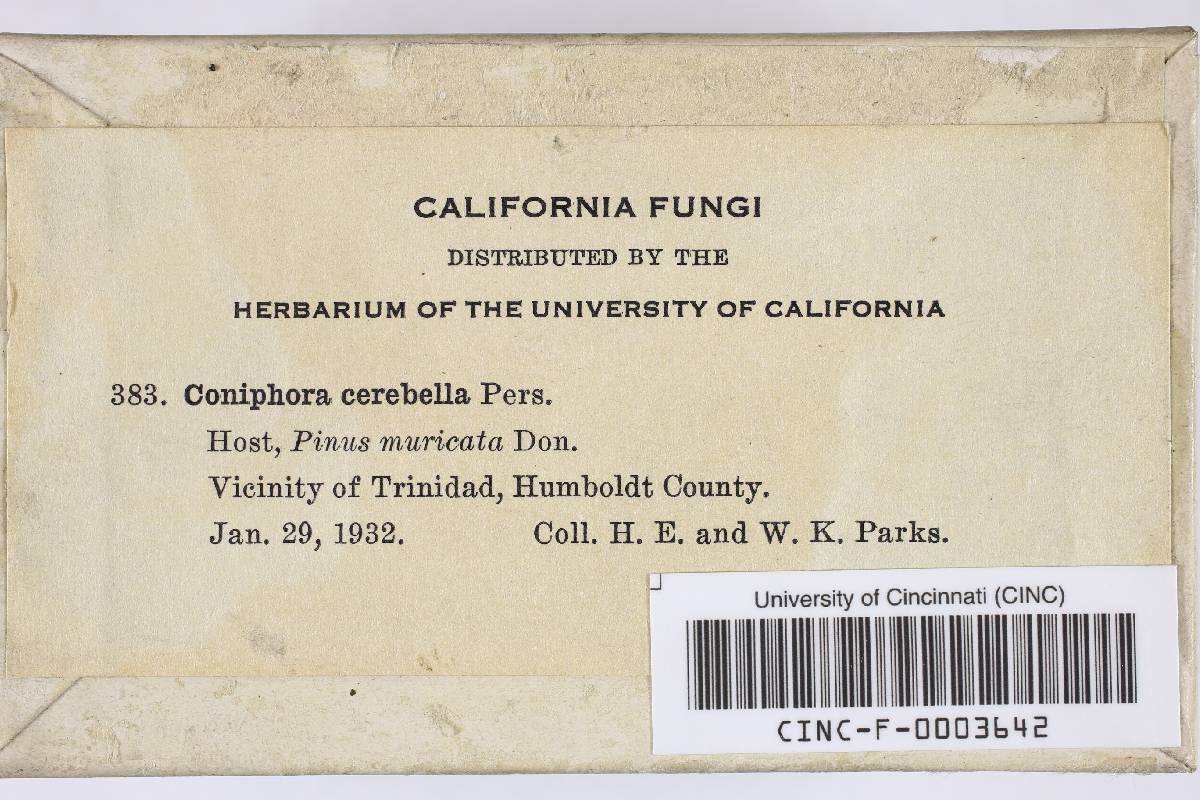 CALIFORNIA FUNGI
DISTRIBUTED BY THE
HERBARIUM OF THE UNIVERSITY OF CALIFORNIA
383. Coniphora cerebella Pers.
Host, Pinus muricata Don.
Vicinity of Trinidad, Humboldt County.
Jan. 29, 1932. Coll. H. E. and W. K. Parks.
University of Cincinnati (CINC)
CINC-F-0003642